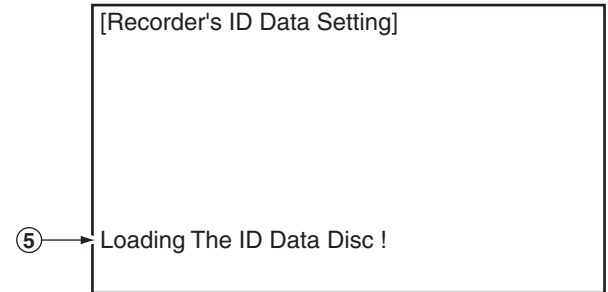 [Recorder's ID Data Setting]
⑤ Loading The ID Data Disc !